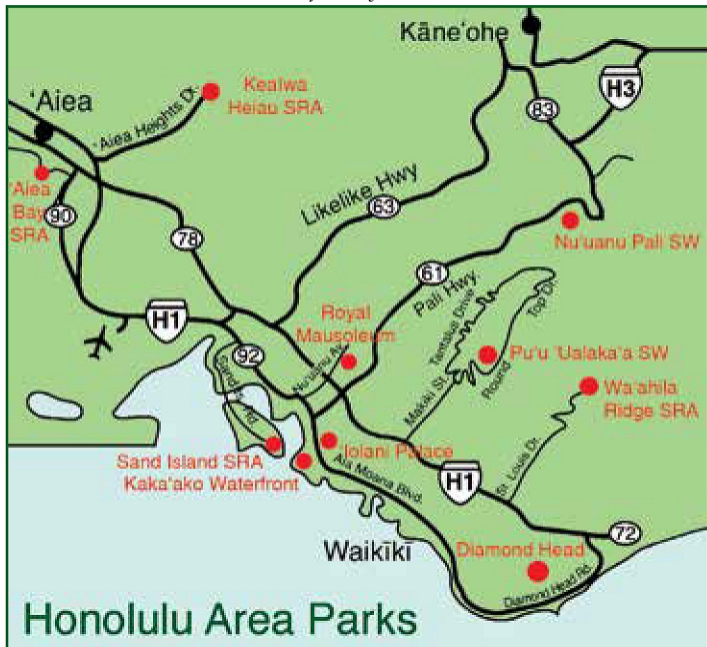 Kāne'ohe
H3
Kealwa
Heiau SRA
'Aiea
83
'Aiea Heights Dr.
Likelike Hwy
'Aiea
Bay
SRA
90
63
78
Nu'uanu Pali SW
61
Pali Hwy.
Top Dr.
Tantalus Drive
H1
Royal
Mausoleum
92
Nu'uanu Av.
Pu'u 'Ualaka'a SW
Round
Makiki St.
Wa'ahila
Ridge SRA
Sand Is. Rd.
Iolani Palace
Sand Island SRA
Kaka'ako Waterfront
Ala Moana Blvd.
St. Louis Dr.
H1
72
Waikīkī
Diamond Head
Diamond Head Rd.
Honolulu Area Parks